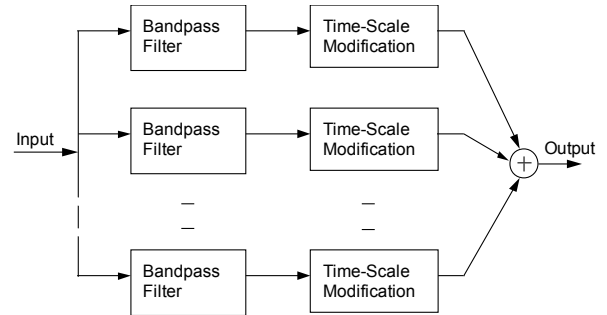 Bandpass
Filter
Time-Scale
Modification
Input
Bandpass
Filter
Time-Scale
Modification
+
Output
Bandpass
Filter
Time-Scale
Modification